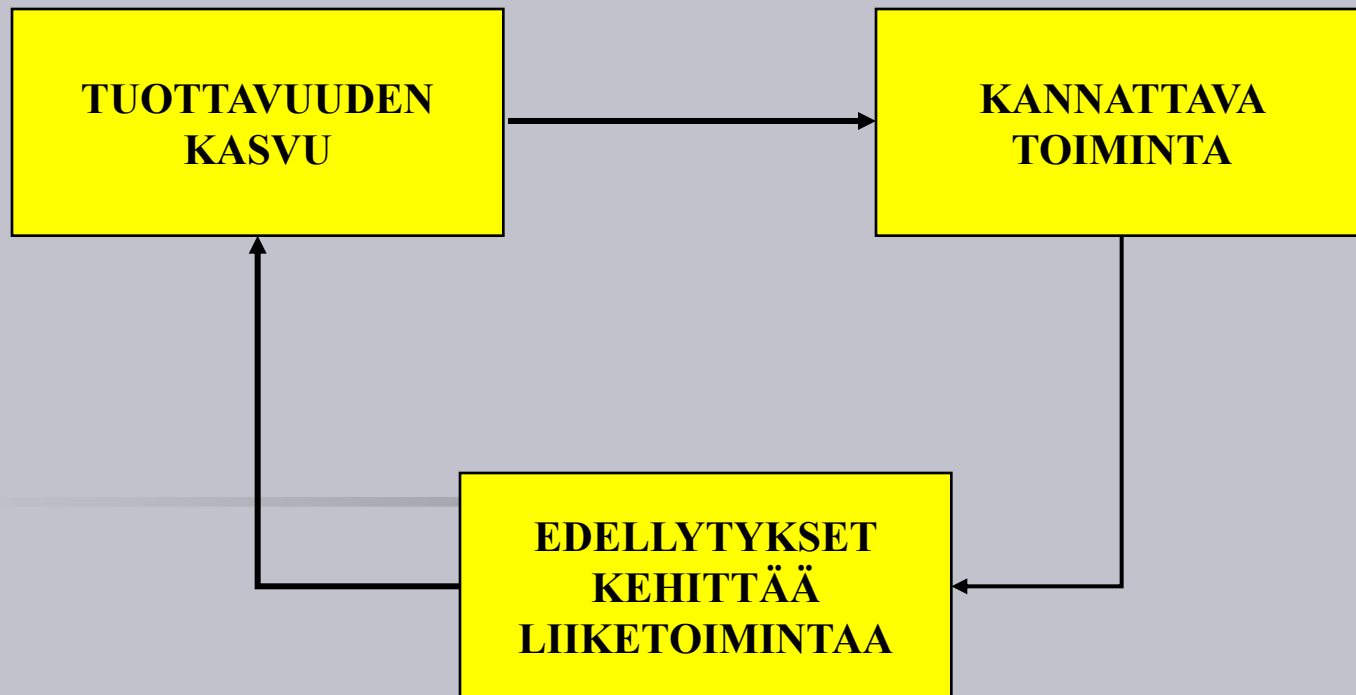 TUOTTAVUUDEN
KASVU
KANNATTAVA
TOIMINTA
EDELLYTYKSET
KEHITTÄÄ
LIIKETOIMINTAA